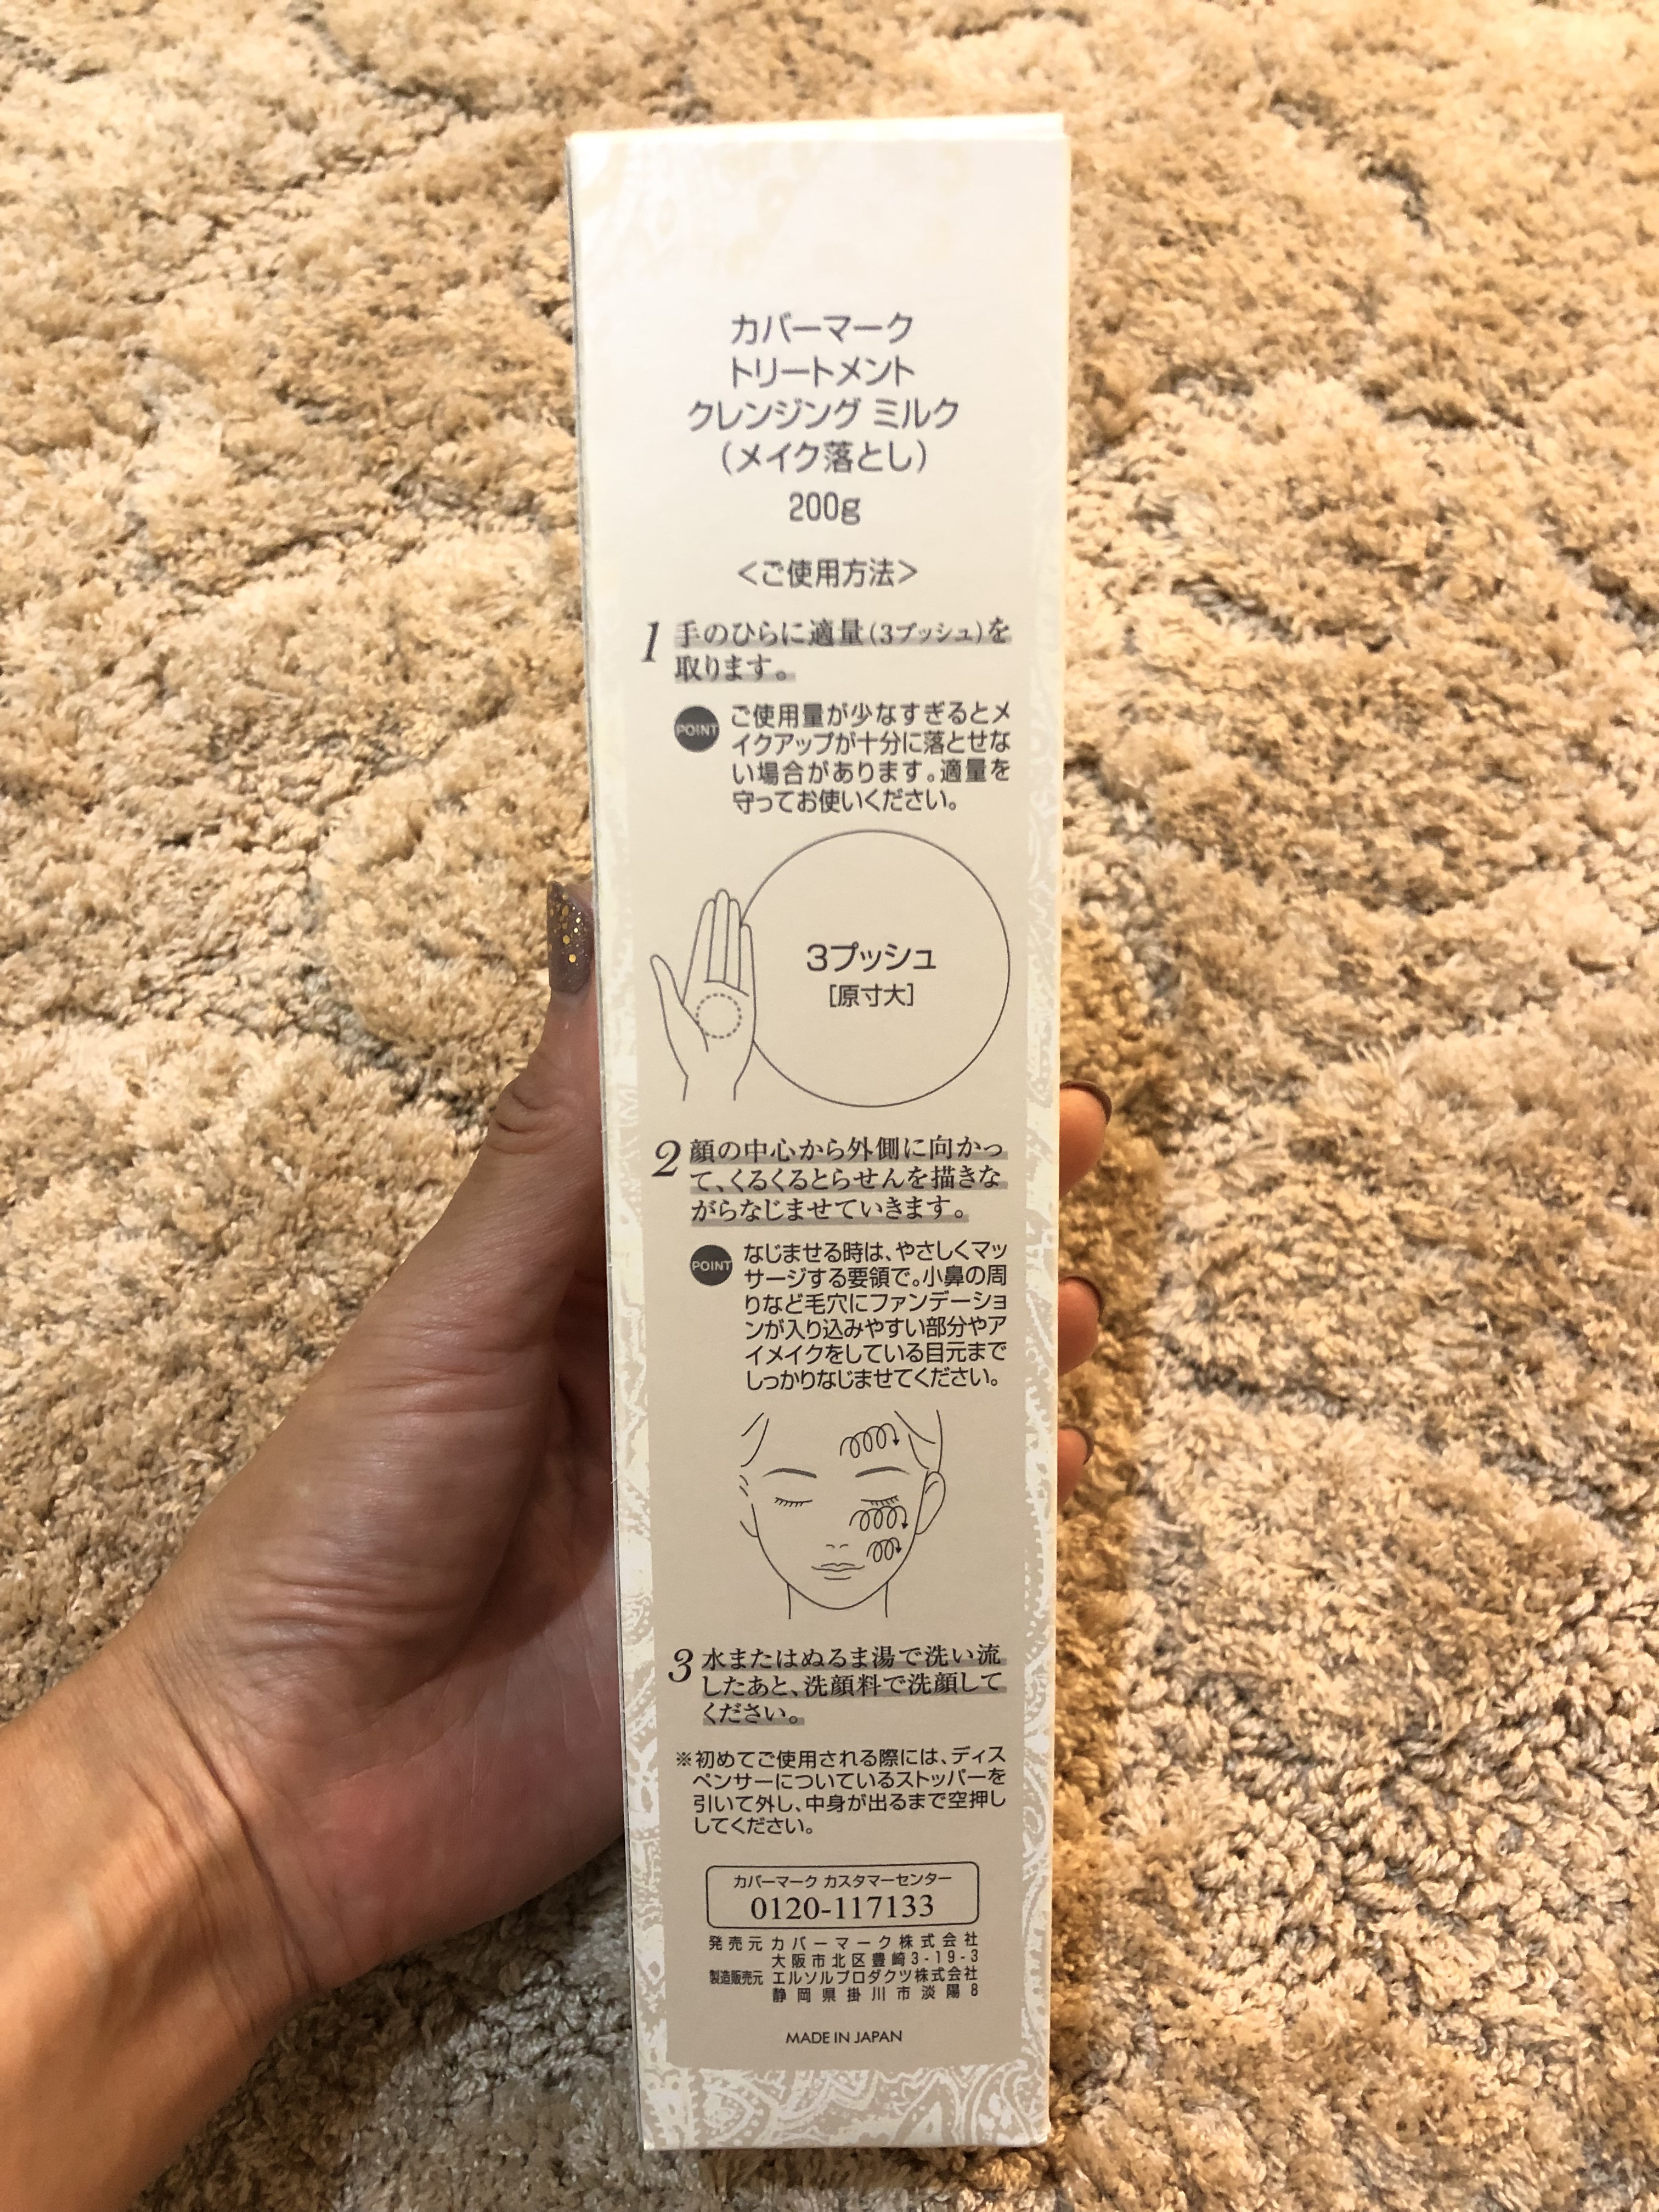 カバーマーク
トリートメント
クレンジング ミルク
(メイク落とし)
200g
<ご使用方法>
1 手のひらに適量(3プッシュ)を
取ります。
POINT ご使用量が少なすぎるとメ
イクアップが十分に落とせな
い場合があります。適量を
守ってお使いください。
3プッシュ
[原寸大]
2 顔の中心から外側に向かっ
て、くるくるとらせんを描きな
がらなじませていきます。
POINT なじませる時は、やさしくマッ
サージする要領で。小鼻の周
りなど毛穴にファンデーショ
ンが入り込みやすい部分やア
イメイクをしている目元まで
しっかりなじませてください。
3 水またはぬるま湯で洗い流
したあと、洗顔料で洗顔して
ください。
※初めてご使用される際には、ディス
ペンサーについているストッパーを
引いて外し、中身が出るまで空押し
してください。
カバーマーク カスタマーセンター
0120-117133
発売元 カバーマーク株式会社
大阪市北区豊崎3-19-3
製造販売元 エルソルプロダクツ株式会社
静岡県掛川市淡陽8
MADE IN JAPAN